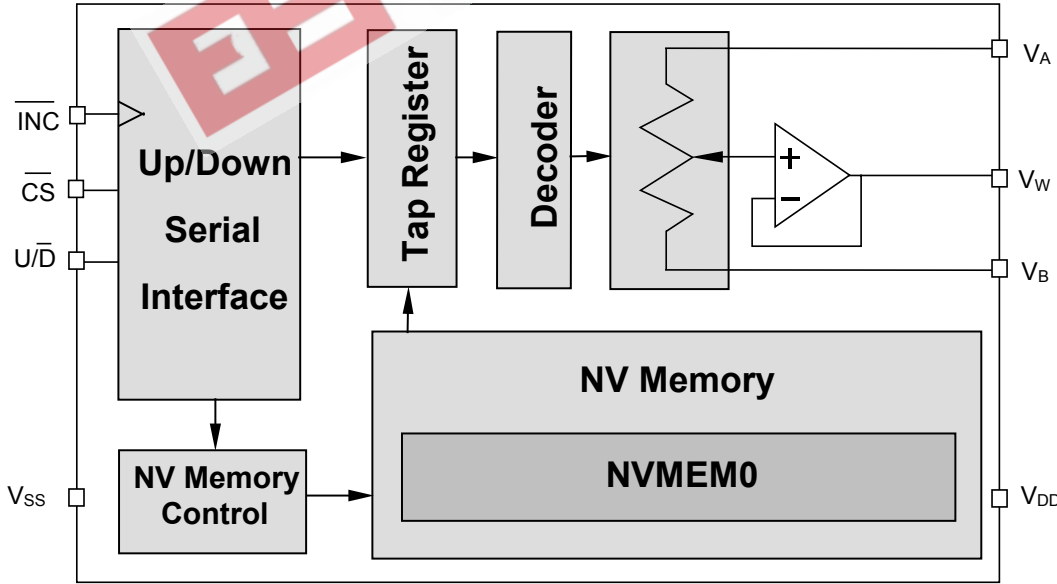 INC
CS
U/D
VSS
Up/Down
Serial
Interface
Tap Register
Decoder
+
−
VA
VW
VB
VDD
NV Memory
NVMEM0
NV Memory
Control